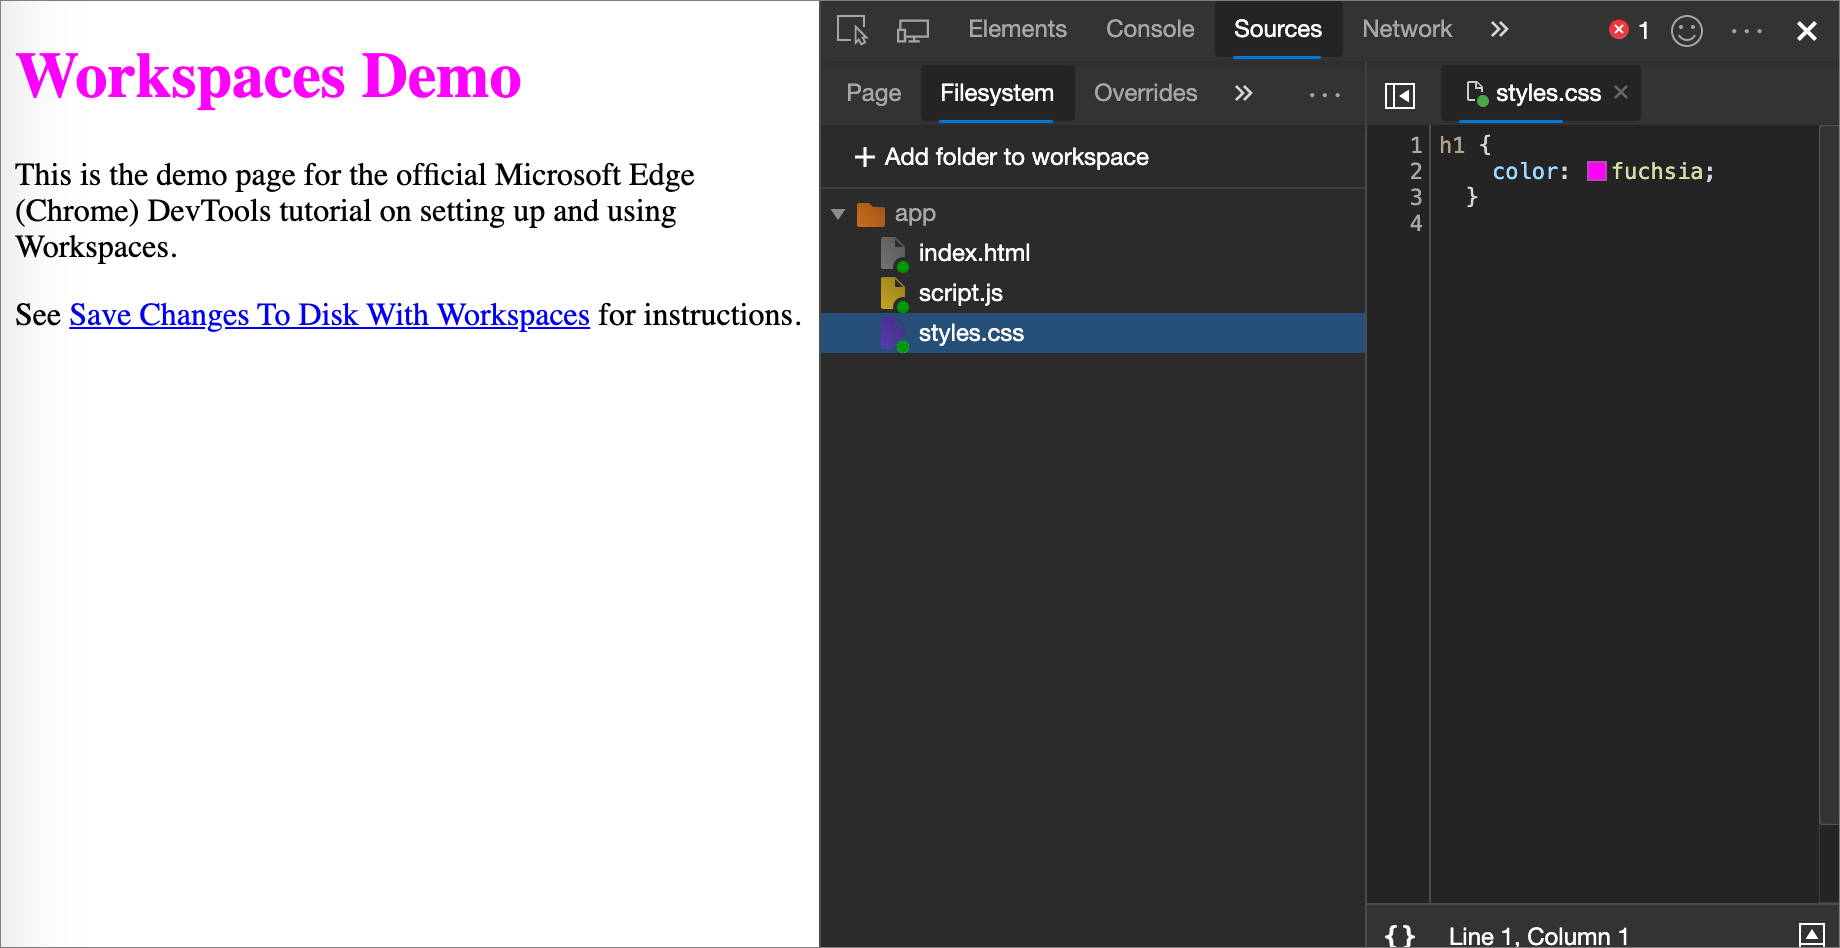 Workspaces Demo
This is the demo page for the official Microsoft Edge
(Chrome) DevTools tutorial on setting up and using
Workspaces.
See Save Changes To Disk With Workspaces for instructions.
Elements Console Sources Network » 1
Page Filesystem Overrides » ...
+ Add folder to workspace
app
index.html
script.js
styles.css
styles.css ×
1 h1 {
2 color: fuchsia;
3 }
4
{} Line 1, Column 1